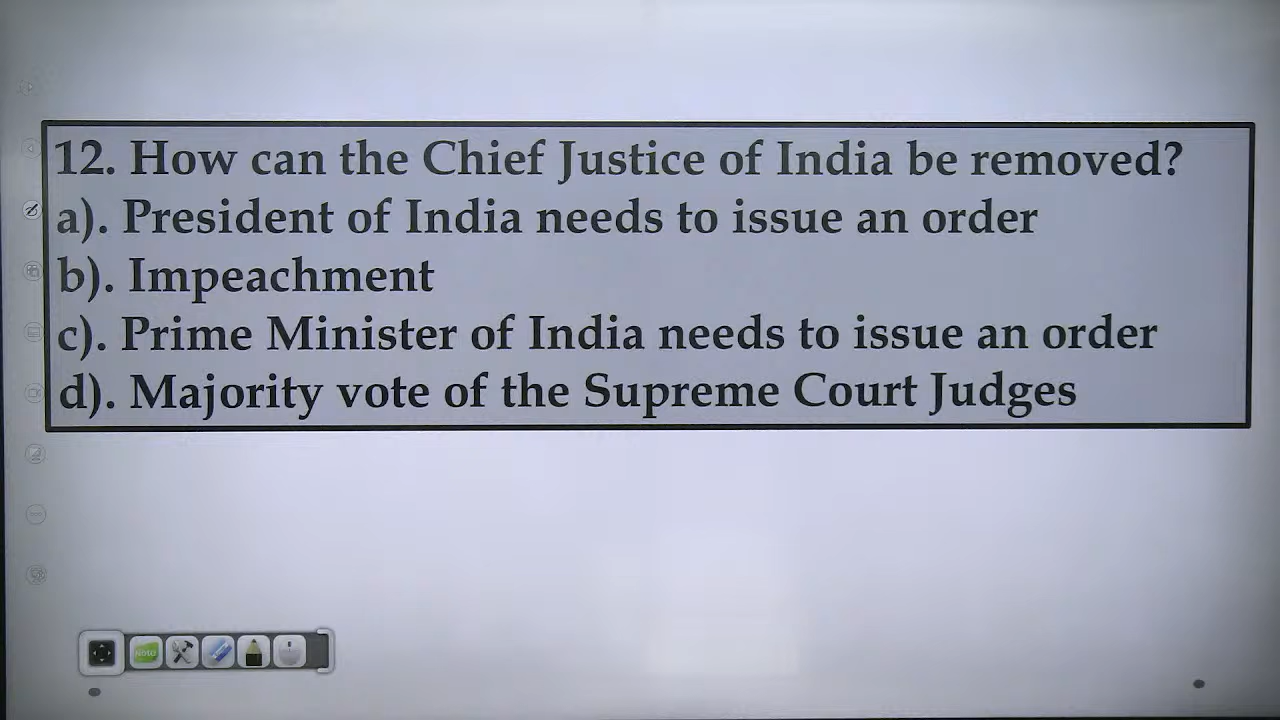 12. How can the Chief Justice of India be removed?
a). President of India needs to issue an order
b). Impeachment
c). Prime Minister of India needs to issue an order
d). Majority vote of the Supreme Court Judges
Note